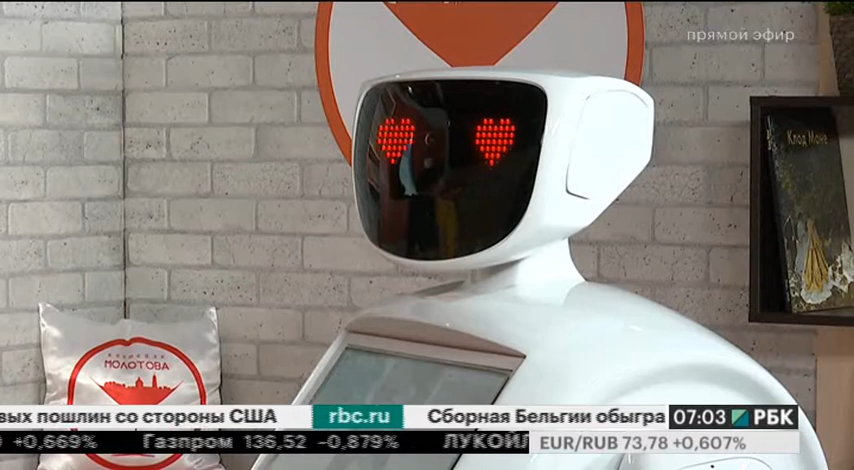 прямой эфир
Клод Моне
МОЛОТОВА
вых пошлин со стороны США rbc.ru Сборная Бельгии обыгра 07:03 РБК
+0,669% Газпром 136,52 -0,879% ЛУКОЙЛ EUR/RUB 73,78 +0,607%